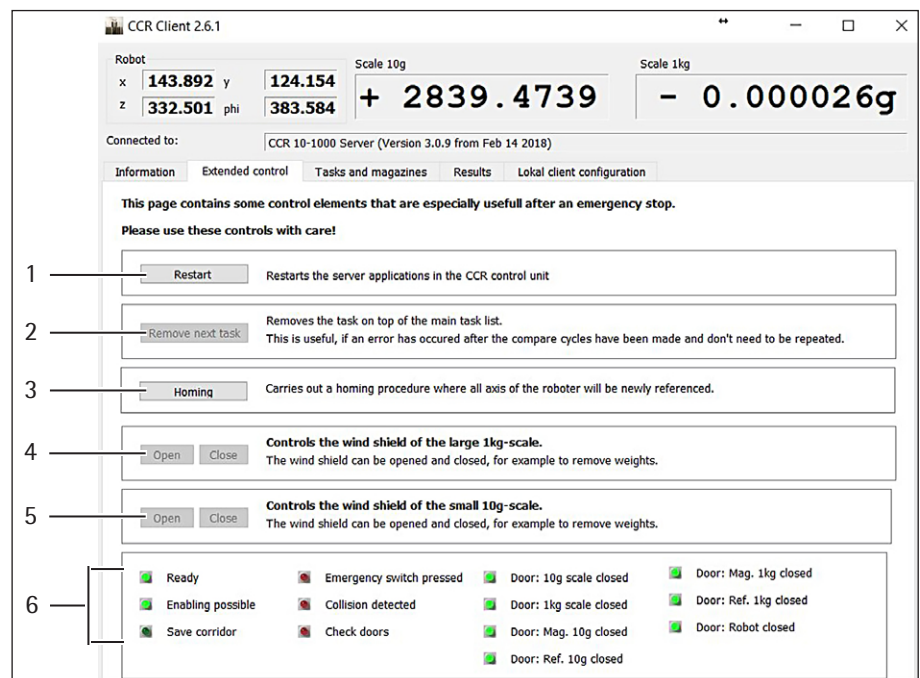 CCR Client 2.6.1
Robot
x 143.892 y 124.154
z 332.501 phi 383.584
Scale 10g
+ 2839.4739
Scale 1kg
- 0.000026g
Connected to: CCR 10-1000 Server (Version 3.0.9 from Feb 14 2018)
Information Extended control Tasks and magazines Results Lokal client configuration
This page contains some control elements that are especially usefull after an emergency stop.
Please use these controls with care!
1 Restart Restarts the server applications in the CCR control unit
2 Remove next task
Removes the task on top of the main task list.
This is useful, if an error has occured after the compare cycles have been made and don't need to be repeated.
3 Homing Carries out a homing procedure where all axis of the roboter will be newly referenced.
4 Open Close
Controls the wind shield of the large 1kg-scale.
The wind shield can be opened and closed, for example to remove weights.
5 Open Close
Controls the wind shield of the small 10g-scale.
The wind shield can be opened and closed, for example to remove weights.
6
Ready
Enabling possible
Save corridor
Emergency switch pressed
Collision detected
Check doors
Door: 10g scale closed
Door: 1kg scale closed
Door: Mag. 10g closed
Door: Ref. 10g closed
Door: Mag. 1kg closed
Door: Ref. 1kg closed
Door: Robot closed